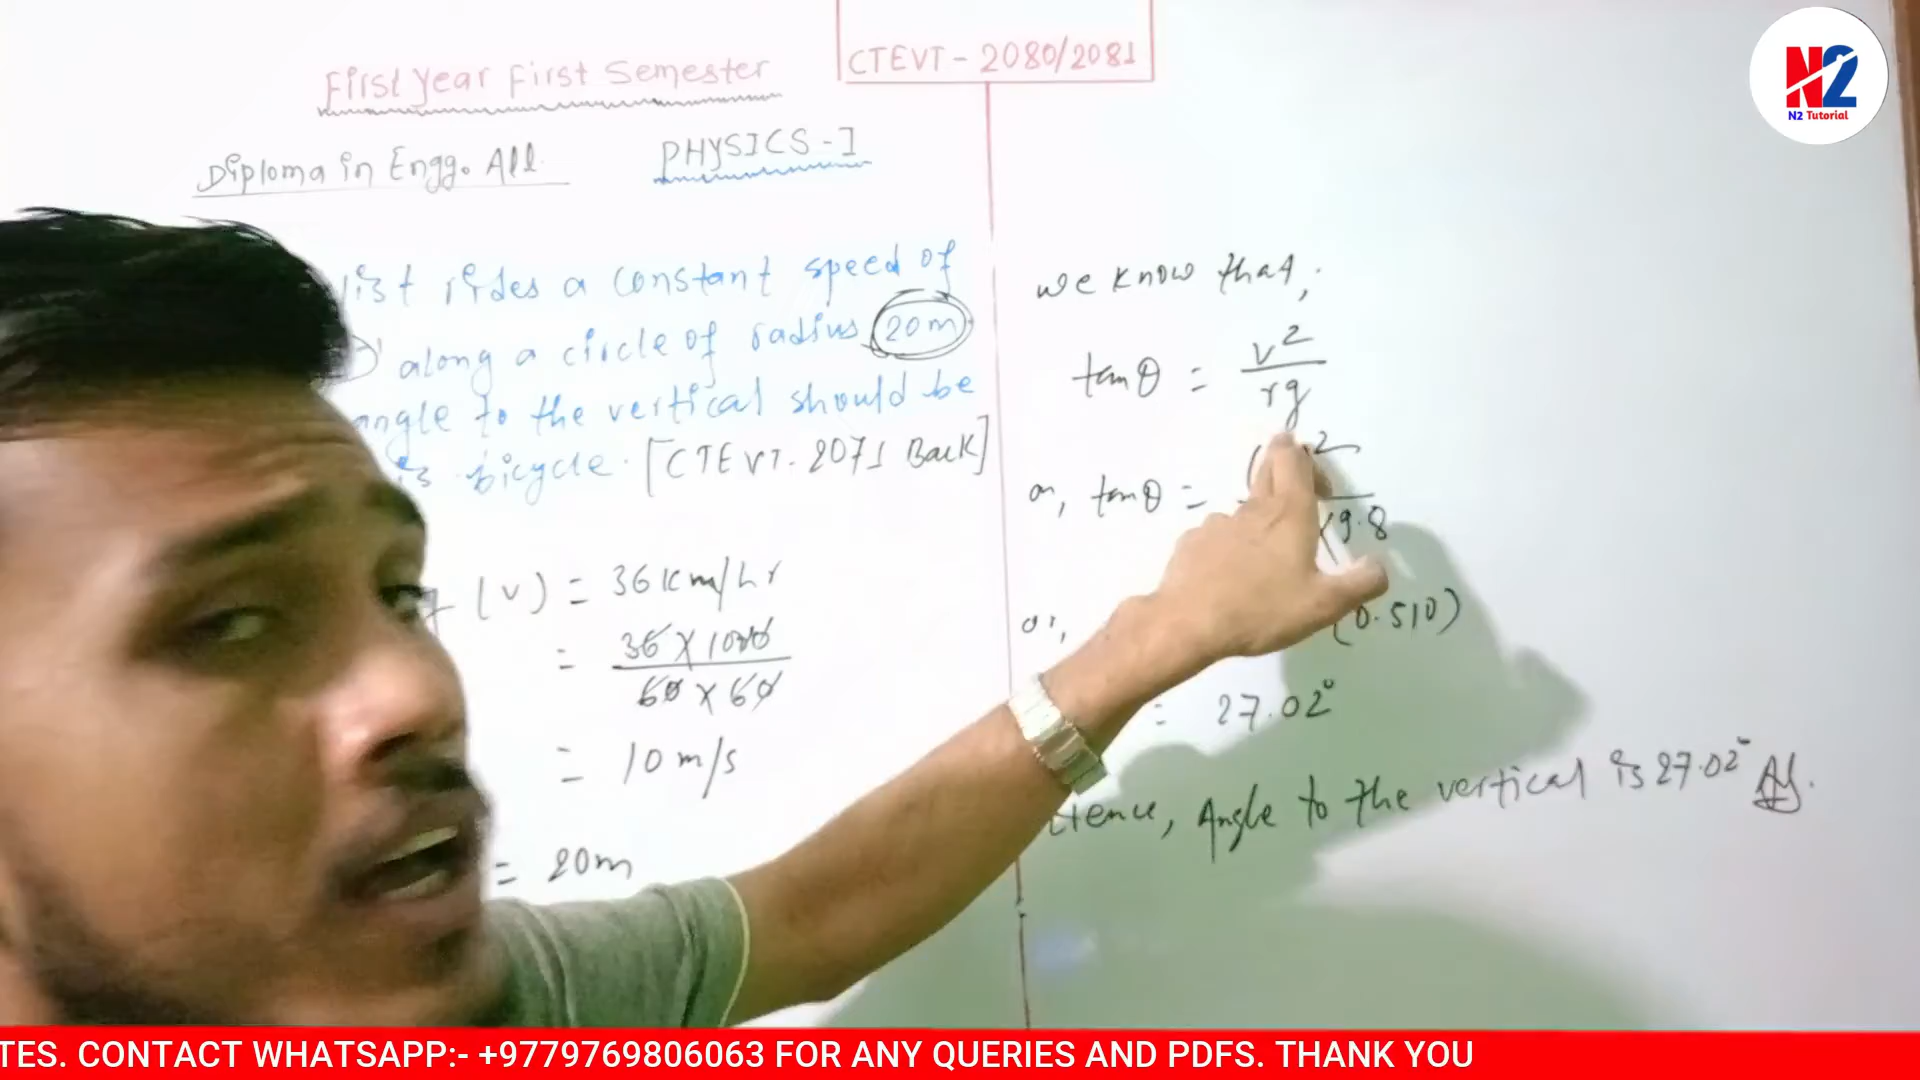 First Year First Semester
CTEVT - 2080/2081
N2
N2 Tutorial
Diploma in Engg. All
PHYSICS-I
rides a constant speed of
along a circle of radius 20m
angle to the vertical should be
bicycle. [CTEVT. 2071 Back]
(v) = 36 Km/hr
= 36 X 1000
60 X 60
= 10 m/s
= 20m
we know that,
tanθ = v²
rg
or, tanθ =
x9.8
or, (0.510)
= 27.02°
Hence, Angle to the vertical is 27.02°
TES. CONTACT WHATSAPP:- +9779769806063 FOR ANY QUERIES AND PDFS. THANK YOU